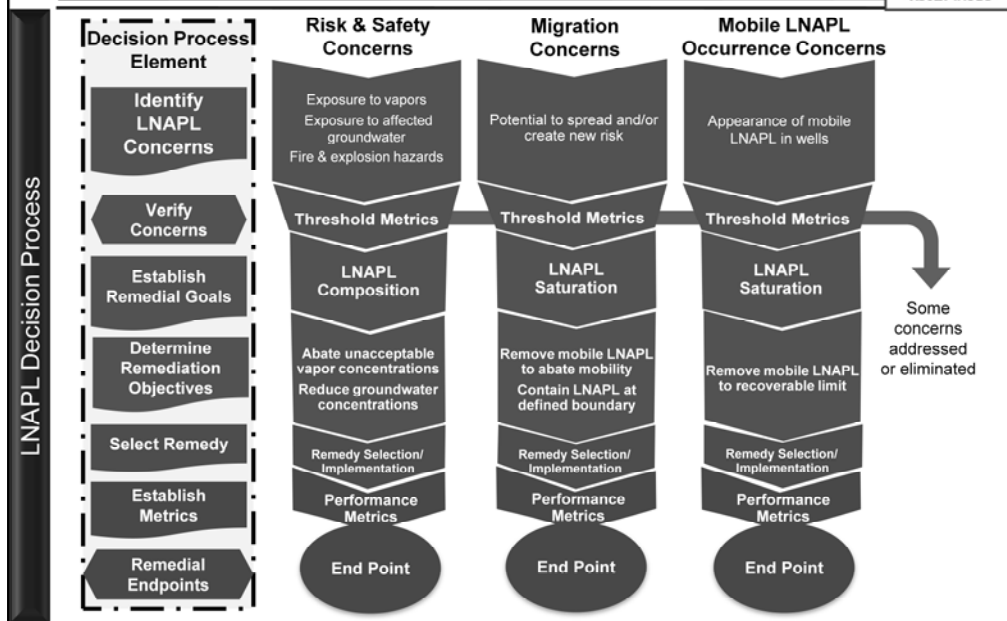 LNAPL Decision Process
Decision Process
Element
Identify
LNAPL
Concerns
Verify
Concerns
Establish
Remedial Goals
Determine
Remediation
Objectives
Select Remedy
Establish
Metrics
Remedial
Endpoints
Risk & Safety
Concerns
Exposure to vapors
Exposure to affected
groundwater
Fire & explosion hazards
Threshold Metrics
LNAPL
Composition
Abate unacceptable
vapor concentrations
Reduce groundwater
concentrations
Remedy Selection/
Implementation
Performance
Metrics
End Point
Migration
Concerns
Potential to spread and/or
create new risk
Threshold Metrics
LNAPL
Saturation
Remove mobile LNAPL
to abate mobility
Contain LNAPL at
defined boundary
Remedy Selection/
Implementation
Performance
Metrics
End Point
Mobile LNAPL
Occurrence Concerns
Appearance of mobile
LNAPL in wells
Threshold Metrics
LNAPL
Saturation
Remove mobile LNAPL
to recoverable limit
Remedy Selection/
Implementation
Performance
Metrics
End Point
Some
concerns
addressed
or eliminated